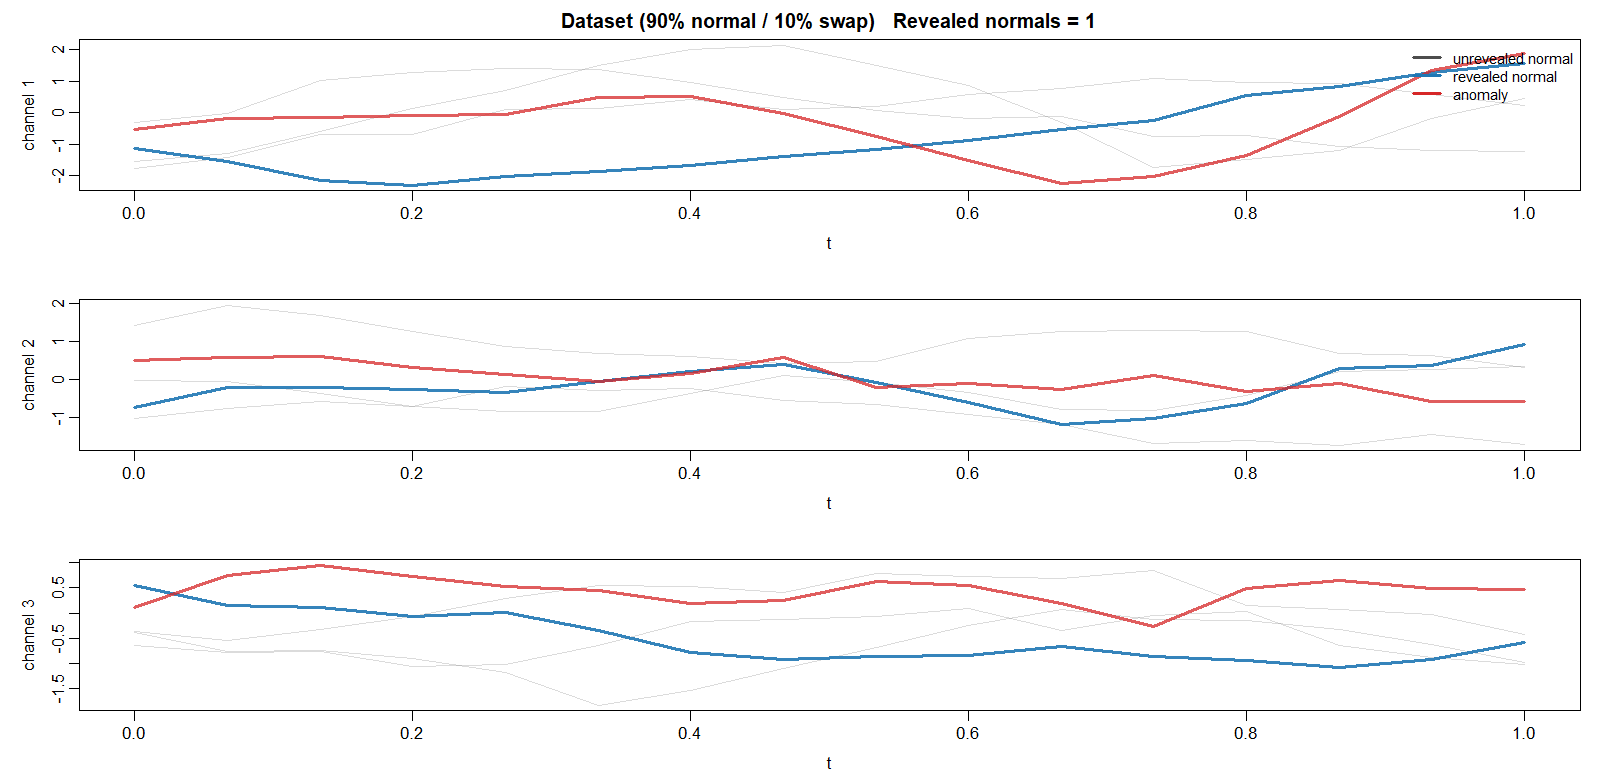 Dataset (90% normal / 10% swap)   Revealed normals = 1
channel 1
2
1
0
-1
-2
unrevealed normal
revealed normal
anomaly
0.0 0.2 0.4 0.6 0.8 1.0
t
channel 2
2
1
0
-1
0.0 0.2 0.4 0.6 0.8 1.0
t
channel 3
0.5
-0.5
-1.5
0.0 0.2 0.4 0.6 0.8 1.0
t